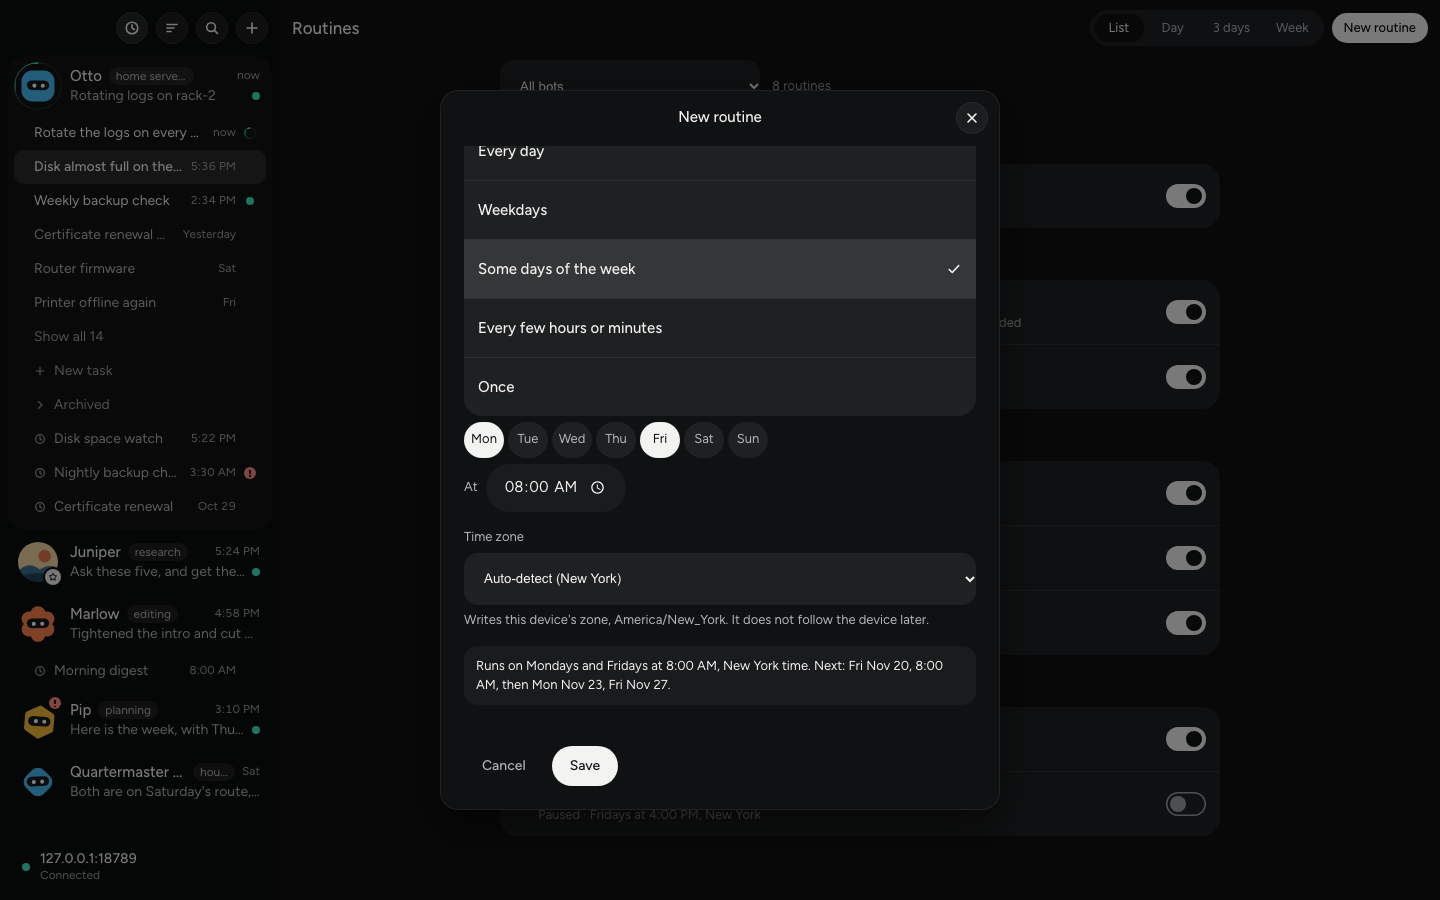 Routines
List
Day
3 days
Week
New routine
Otto
home serve...
now
Rotating logs on rack-2
Rotate the logs on every ...
now
Disk almost full on the...
5:36 PM
Weekly backup check
2:34 PM
Certificate renewal ...
Yesterday
Router firmware
Sat
Printer offline again
Fri
Show all 14
New task
Archived
Disk space watch
5:22 PM
Nightly backup ch...
3:30 AM
Certificate renewal
Oct 29
Juniper
research
5:24 PM
Ask these five, and get the...
Marlow
editing
4:58 PM
Tightened the intro and cut ...
Morning digest
8:00 AM
Pip
planning
3:10 PM
Here is the week, with Thu...
Quartermaster ...
hou...
Sat
Both are on Saturday's route,...
127.0.0.1:18789
Connected
All bots
8 routines
New routine
Every day
Weekdays
Some days of the week
Every few hours or minutes
Once
Mon
Tue
Wed
Thu
Fri
Sat
Sun
At
08:00 AM
Time zone
Auto-detect (New York)
Writes this device's zone, America/New_York. It does not follow the device later.
Runs on Mondays and Fridays at 8:00 AM, New York time. Next: Fri Nov 20, 8:00
AM, then Mon Nov 23, Fri Nov 27.
Cancel
Save
Paused · Fridays at 4:00 PM, New York